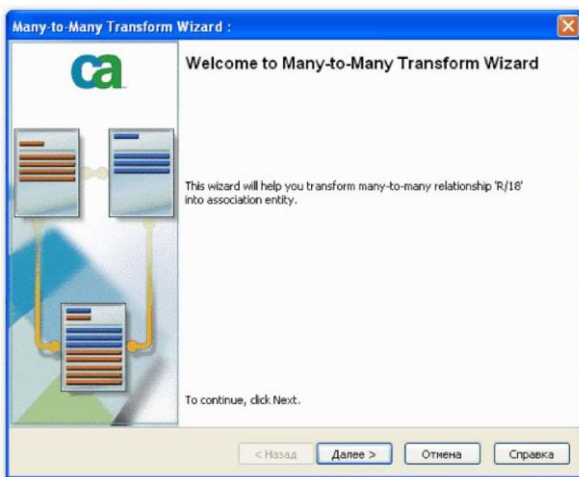 Many-to-Many Transform Wizard :
ca
Welcome to Many-to-Many Transform Wizard
This wizard will help you transform many-to-many relationship 'R/18'
into association entity.
To continue, click Next.
< Назад Далее > Отмена Справка